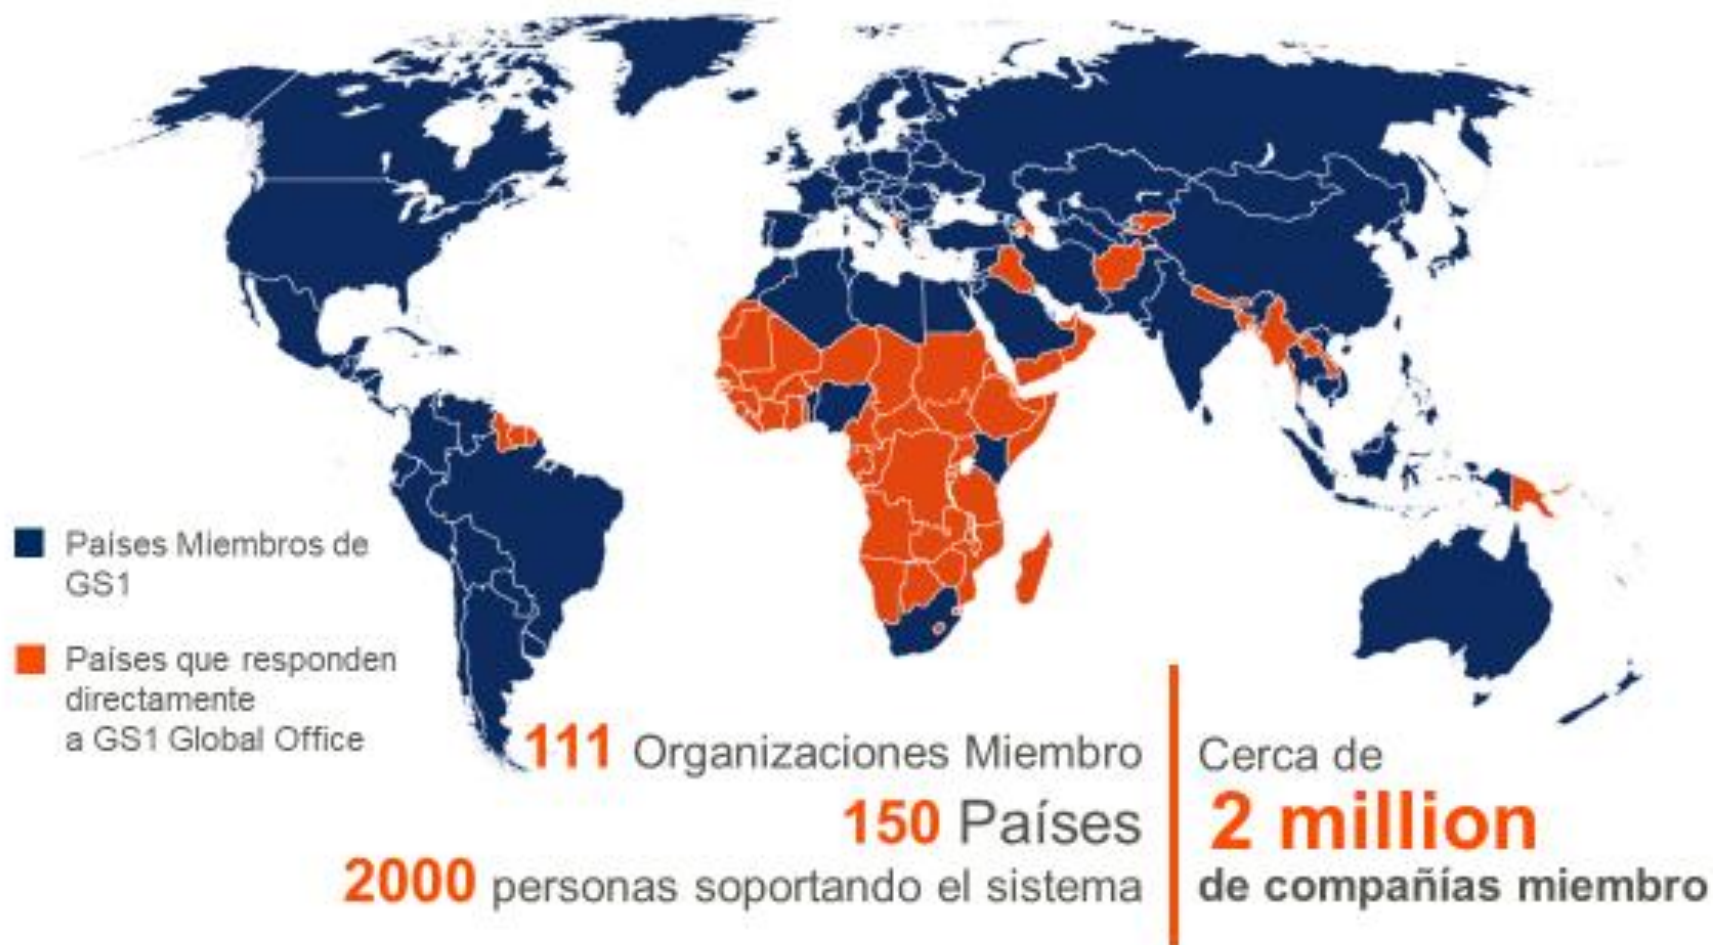 Países Miembros de
GS1
Países que responden
directamente
a GS1 Global Office
111 Organizaciones Miembro
150 Países
2000 personas soportando el sistema
Cerca de
2 million
de compañías miembro